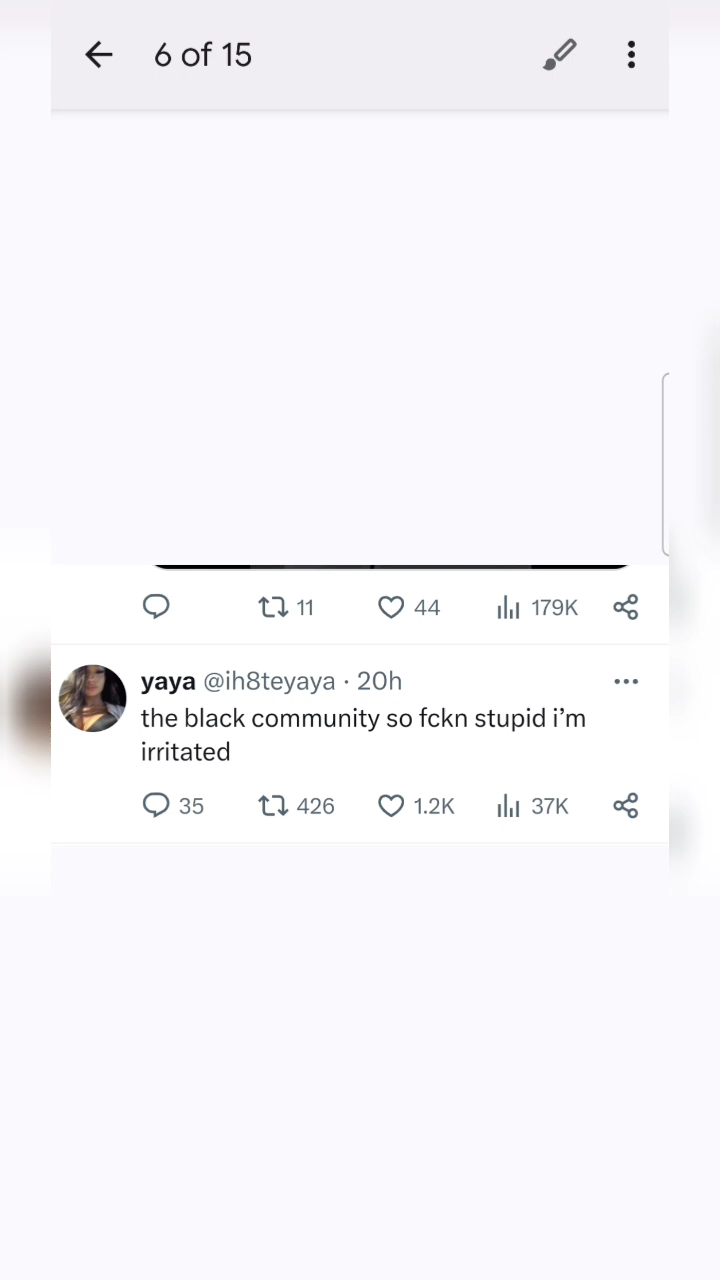 6 of 15
11 44 179K
yaya @ih8teyaya · 20h
the black community so fckn stupid i’m
irritated
35 426 1.2K 37K